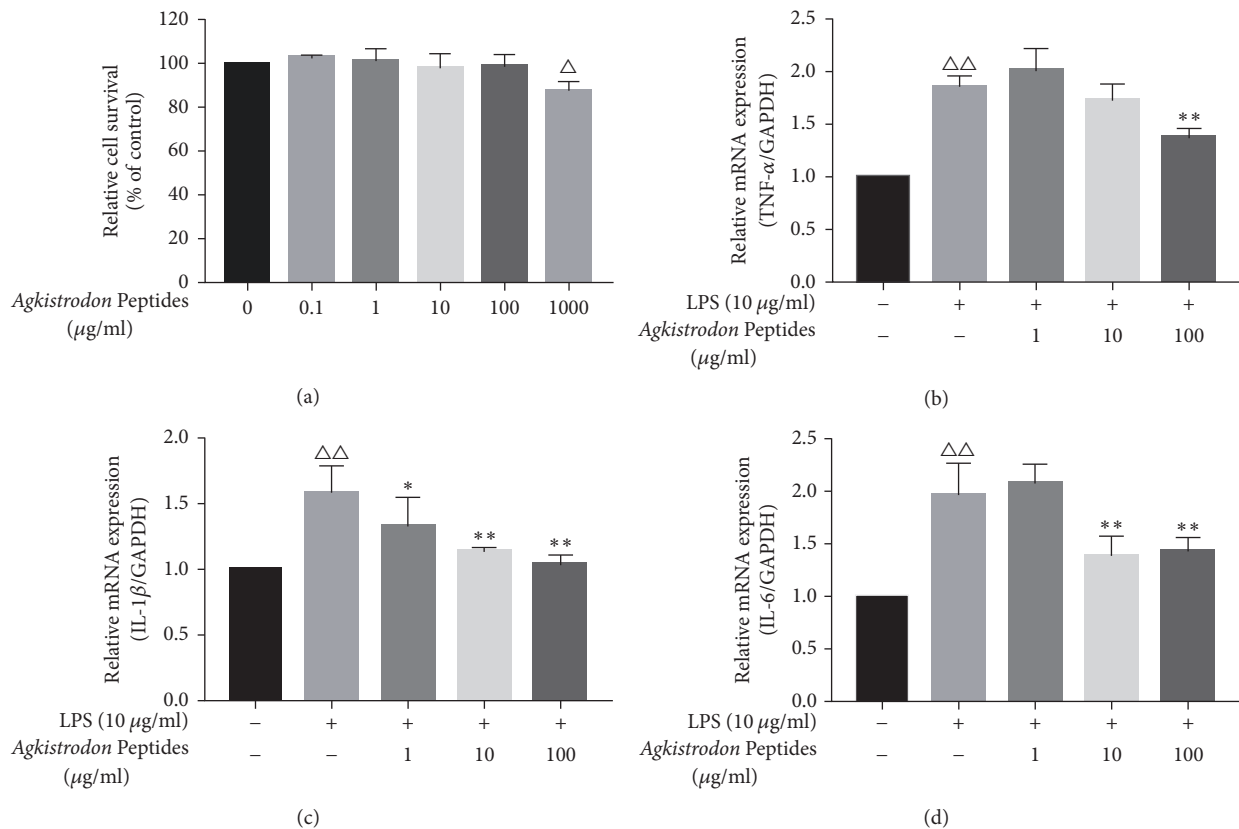 120
100
80
60
40
20
0
Relative cell survival
(% of control)
△
Agkistrodon Peptides
(μg/ml)
0 0.1 1 10 100 1000
(a)
2.5
2.0
1.5
1.0
0.5
0.0
Relative mRNA expression
(TNF-α/GAPDH)
△△
**
LPS (10 μg/ml) – + + + +
Agkistrodon Peptides
(μg/ml)
– – 1 10 100
(b)
2.0
1.5
1.0
0.5
0.0
Relative mRNA expression
(IL-1β/GAPDH)
△△
*
** **
LPS (10 μg/ml) – + + + +
Agkistrodon Peptides
(μg/ml)
– – 1 10 100
(c)
2.5
2.0
1.5
1.0
0.5
0.0
Relative mRNA expression
(IL-6/GAPDH)
△△
** **
LPS (10 μg/ml) – + + + +
Agkistrodon Peptides
(μg/ml)
– – 1 10 100
(d)